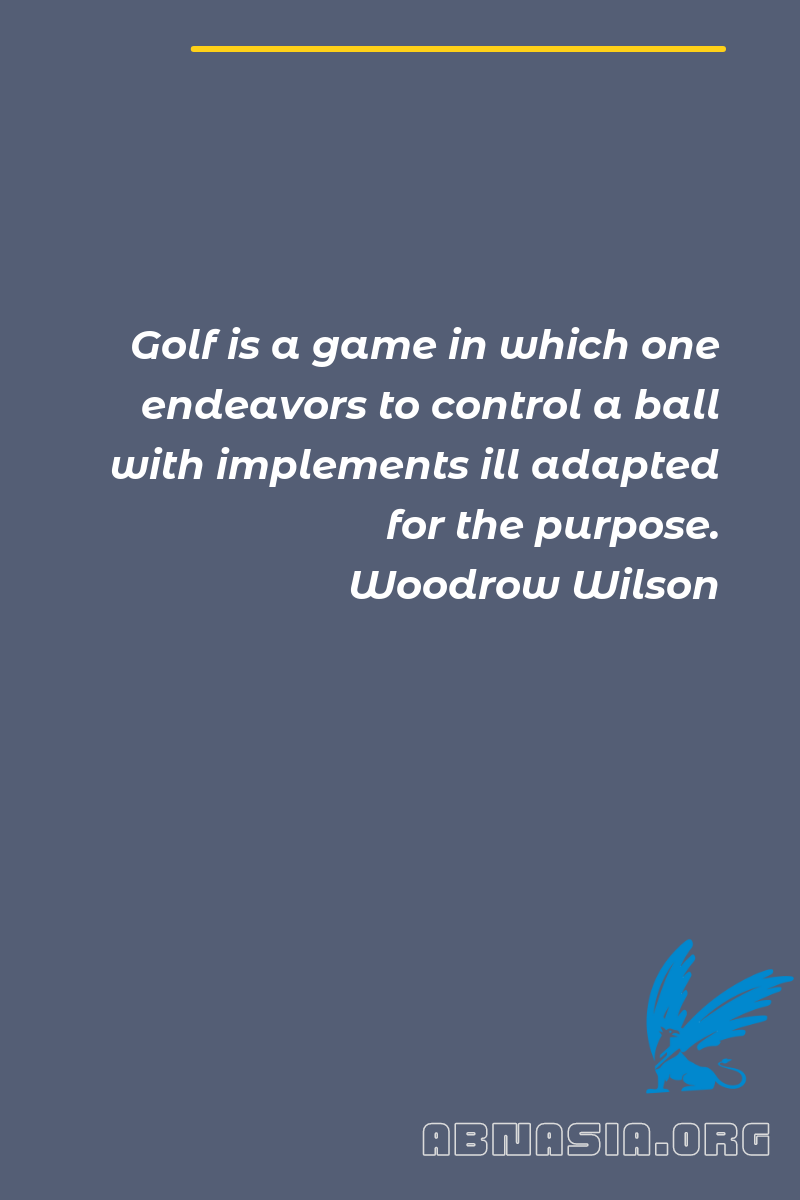 Golf is a game in which one
endeavors to control a ball
with implements ill adapted
for the purpose.
Woodrow Wilson
ABNASIA.ORG